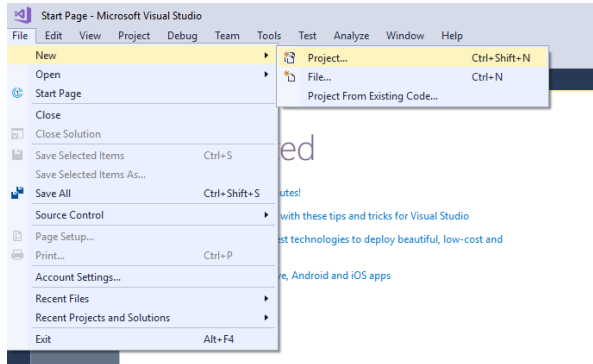 Start Page - Microsoft Visual Studio
File Edit View Project Debug Team Tools Test Analyze Window Help
New
Project... Ctrl+Shift+N
Open
File... Ctrl+N
Start Page
Project From Existing Code...
Close
Close Solution
Save Selected Items Ctrl+S
Save Selected Items As...
Save All Ctrl+Shift+S
Source Control
with these tips and tricks for Visual Studio
Page Setup...
technologies to deploy beautiful, low-cost and
Print... Ctrl+P
Account Settings...
Android and iOS apps
Recent Files
Recent Projects and Solutions
Exit Alt+F4